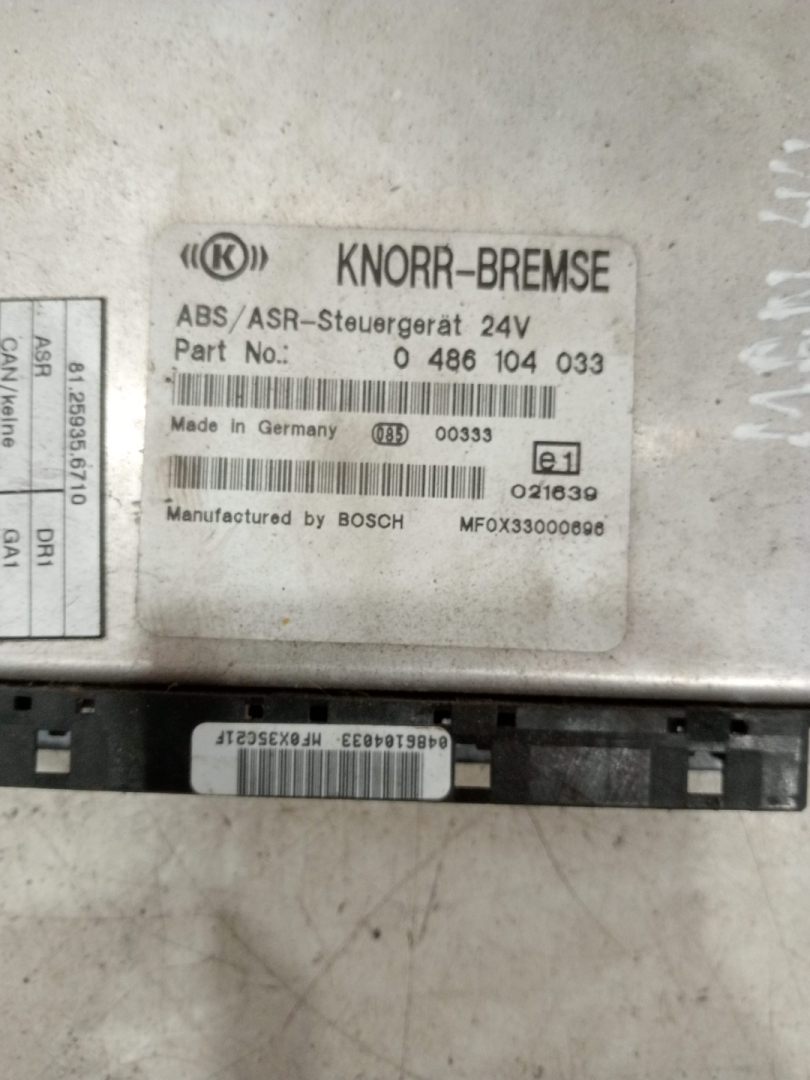 K KNORR-BREMSE
ABS/ASR-Steuergerät 24V
Part No.: 0 486 104 033
Made in Germany 085 00333
e1
021639
Manufactured by BOSCH MF0X33000696
81.25935.6710
ASR DR1
CAN/keine GA1
0486104033 MF0X35C21F